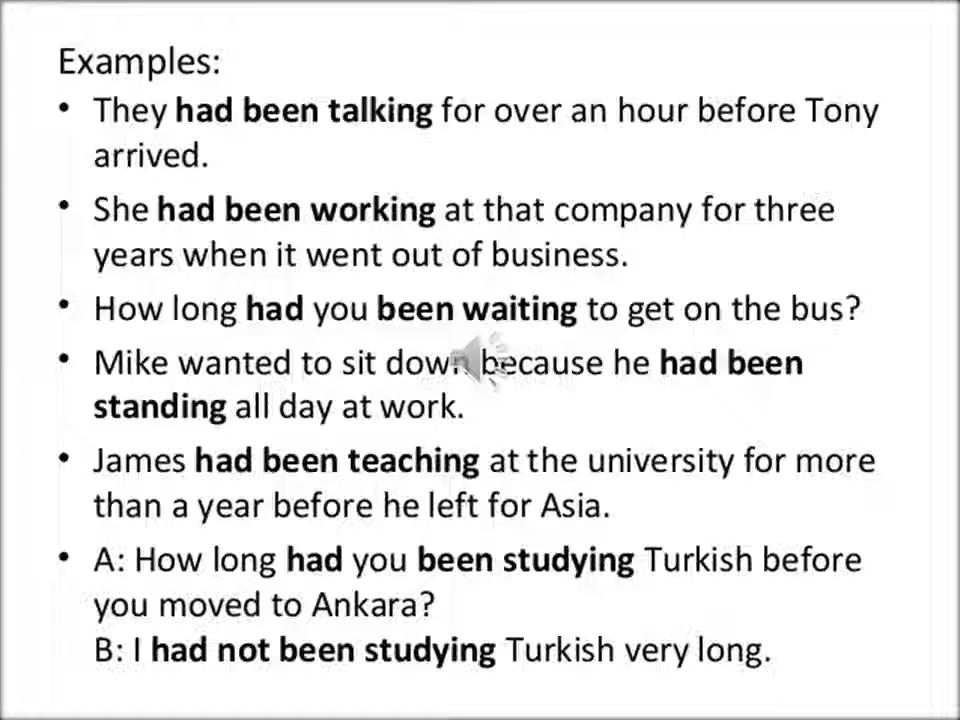 Examples:
• They had been talking for over an hour before Tony
arrived.
• She had been working at that company for three
years when it went out of business.
• How long had you been waiting to get on the bus?
• Mike wanted to sit down because he had been
standing all day at work.
• James had been teaching at the university for more
than a year before he left for Asia.
• A: How long had you been studying Turkish before
you moved to Ankara?
B: I had not been studying Turkish very long.